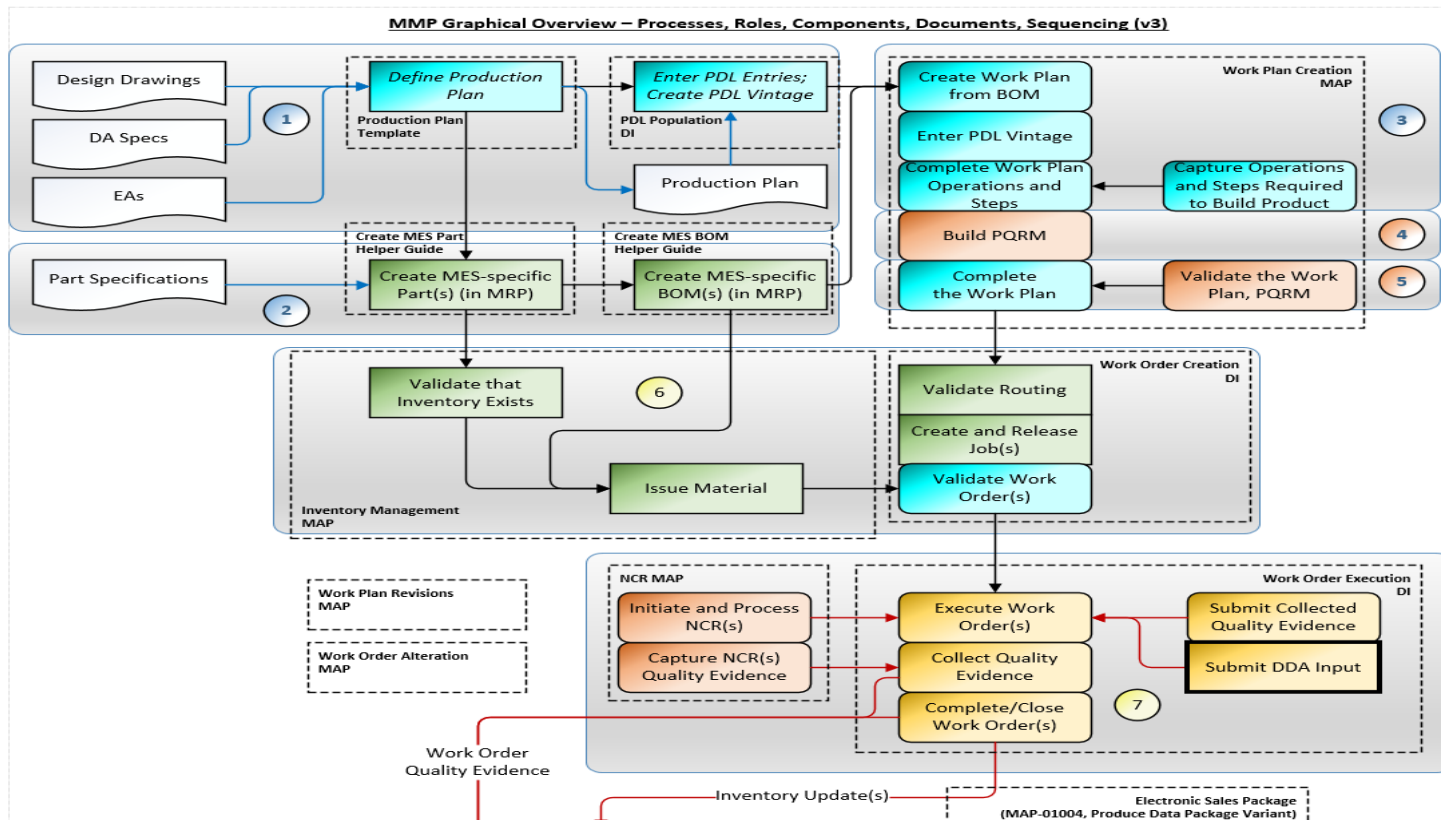 MMP Graphical Overview – Processes, Roles, Components, Documents, Sequencing (v3)
Design Drawings
DA Specs
EAs
1
Define Production
Plan
Production Plan
Template
Enter PDL Entries;
Create PDL Vintage
PDL Population
DI
Production Plan
Work Plan Creation
MAP
Create Work Plan
from BOM
Enter PDL Vintage
Complete Work Plan
Operations and
Steps
Capture Operations
and Steps Required
to Build Product
3
Build PQRM
4
Complete
the Work Plan
Validate the Work
Plan, PQRM
5
Part Specifications
2
Create MES Part
Helper Guide
Create MES-specific
Part(s) (in MRP)
Create MES BOM
Helper Guide
Create MES-specific
BOM(s) (in MRP)
Validate that
Inventory Exists
6
Issue Material
Inventory Management
MAP
Work Order Creation
DI
Validate Routing
Create and Release
Job(s)
Validate Work
Order(s)
Work Plan Revisions
MAP
Work Order Alteration
MAP
NCR MAP
Initiate and Process
NCR(s)
Capture NCR(s)
Quality Evidence
Work Order Execution
DI
Execute Work
Order(s)
Collect Quality
Evidence
Complete/Close
Work Order(s)
Submit Collected
Quality Evidence
Submit DDA Input
7
Work Order
Quality Evidence
Inventory Update(s)
Electronic Sales Package
(MAP-01004, Produce Data Package Variant)